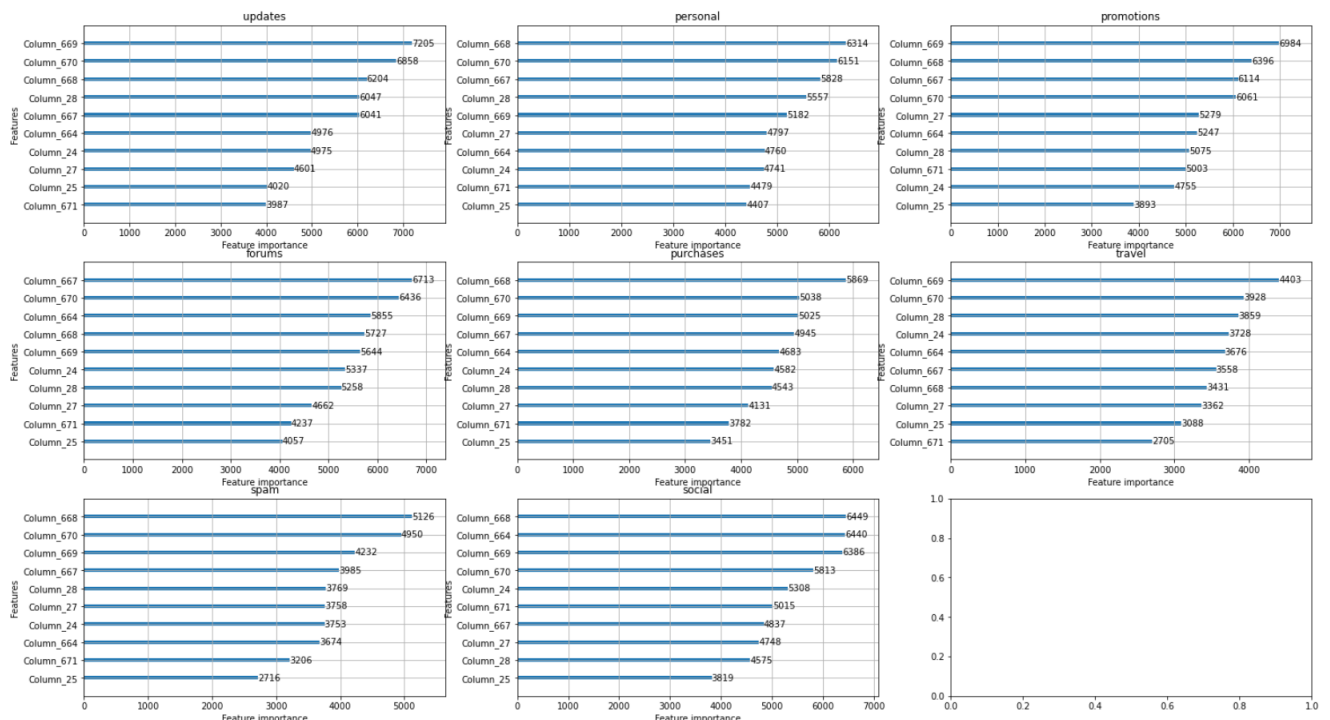 updates
Features
Column_669 7205
Column_670 6858
Column_668 6204
Column_28 6047
Column_667 6041
Column_664 4976
Column_24 4975
Column_27 4601
Column_25 4020
Column_671 3987
0 1000 2000 3000 4000 5000 6000 7000
Feature importance
personal
Features
Column_668 6314
Column_670 6151
Column_667 5828
Column_28 5557
Column_669 5182
Column_27 4797
Column_664 4760
Column_24 4741
Column_671 4479
Column_25 4407
0 1000 2000 3000 4000 5000 6000
Feature importance
promotions
Features
Column_669 6984
Column_668 6396
Column_667 6114
Column_670 6061
Column_27 5279
Column_664 5247
Column_28 5075
Column_671 5003
Column_24 4755
Column_25 3893
0 1000 2000 3000 4000 5000 6000 7000
Feature importance
forums
Features
Column_667 6713
Column_670 6436
Column_664 5855
Column_668 5727
Column_669 5644
Column_24 5337
Column_28 5258
Column_27 4662
Column_671 4237
Column_25 4057
0 1000 2000 3000 4000 5000 6000 7000
Feature importance
purchases
Features
Column_668 5869
Column_670 5038
Column_669 5025
Column_667 4945
Column_664 4683
Column_24 4582
Column_28 4543
Column_27 4131
Column_671 3782
Column_25 3451
0 1000 2000 3000 4000 5000 6000
Feature importance
travel
Features
Column_669 4403
Column_670 3928
Column_28 3859
Column_24 3728
Column_664 3676
Column_667 3558
Column_668 3431
Column_27 3362
Column_25 3088
Column_671 2705
0 1000 2000 3000 4000
Feature importance
spam
Features
Column_668 5126
Column_670 4950
Column_669 4232
Column_667 3985
Column_28 3769
Column_27 3758
Column_24 3753
Column_664 3674
Column_671 3206
Column_25 2716
0 1000 2000 3000 4000 5000
Feature importance
social
Features
Column_668 6449
Column_664 6440
Column_669 6386
Column_670 5813
Column_24 5308
Column_671 5015
Column_667 4837
Column_27 4748
Column_28 4575
Column_25 3819
0 1000 2000 3000 4000 5000 6000 7000
Feature importance
1.0
0.8
0.6
0.4
0.2
0.0
0.0 0.2 0.4 0.6 0.8 1.0